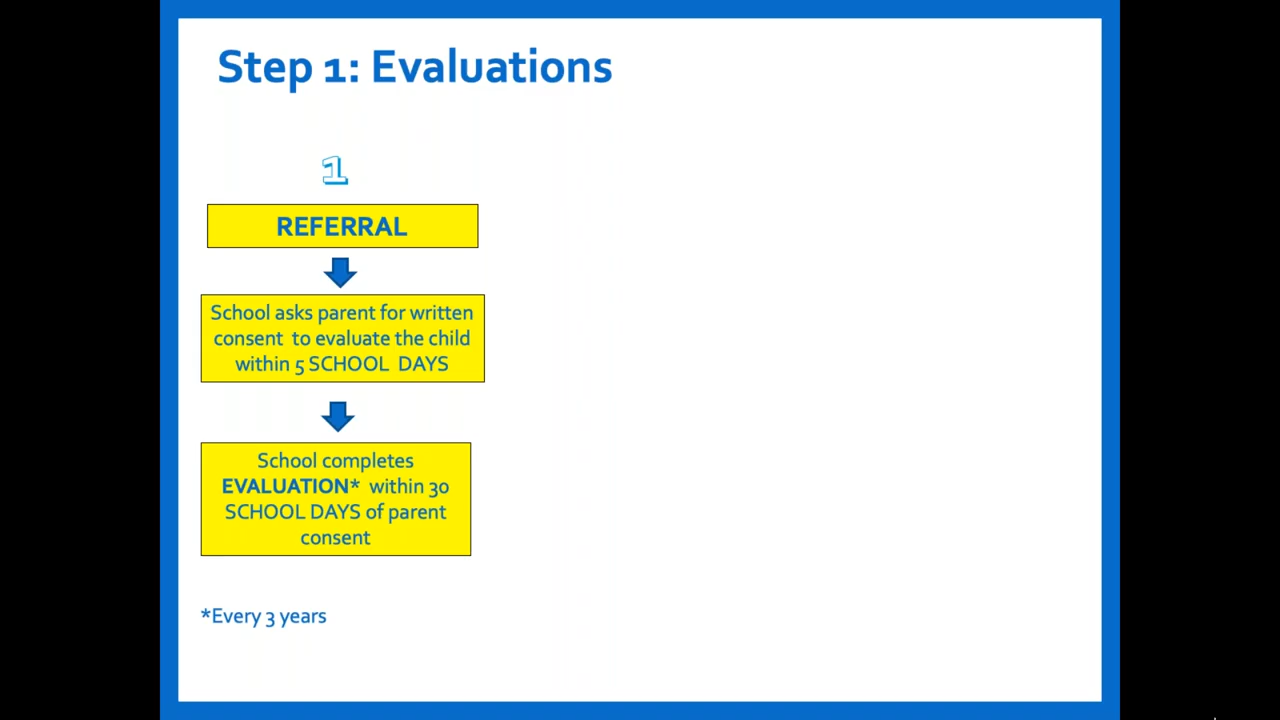 Step 1: Evaluations
1
REFERRAL
School asks parent for written
consent to evaluate the child
within 5 SCHOOL DAYS
School completes
EVALUATION* within 30
SCHOOL DAYS of parent
consent
*Every 3 years